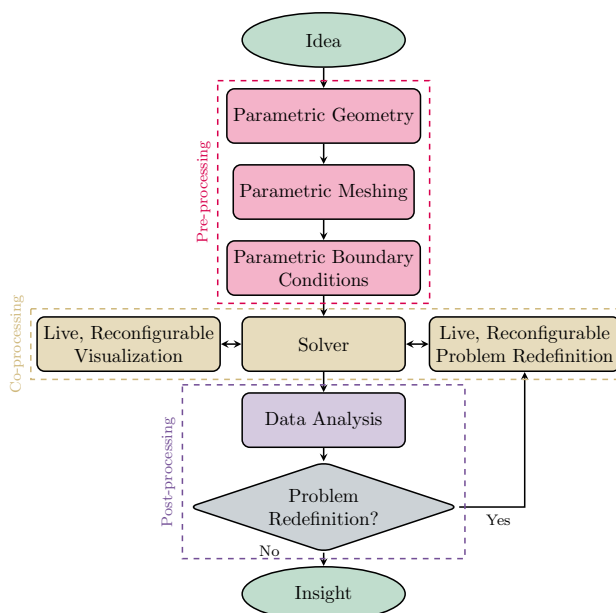 Idea
Pre-processing
Parametric Geometry
Parametric Meshing
Parametric Boundary
Conditions
Co-processing
Live, Reconfigurable
Visualization
Solver
Live, Reconfigurable
Problem Redefinition
Post-processing
Data Analysis
Problem
Redefinition?
Yes
No
Insight